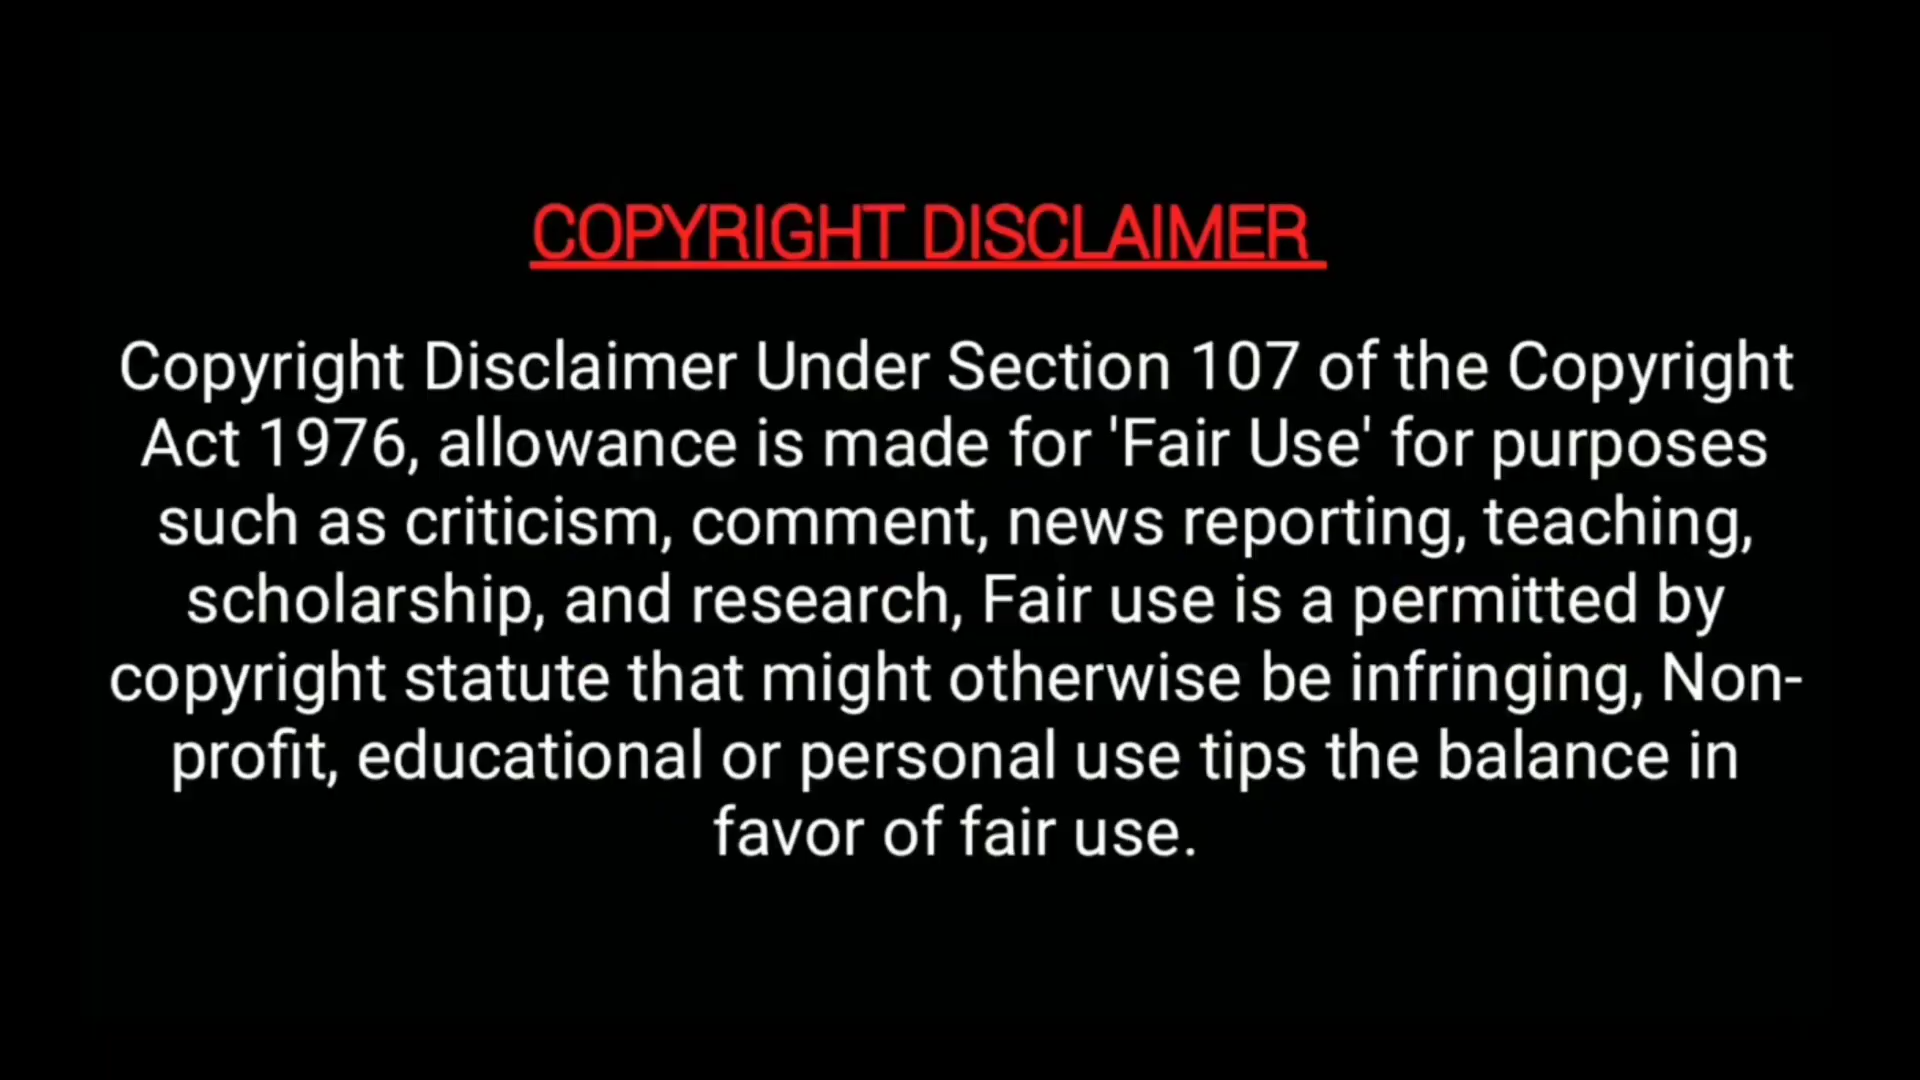 COPYRIGHT DISCLAIMER
Copyright Disclaimer Under Section 107 of the Copyright
Act 1976, allowance is made for 'Fair Use' for purposes
such as criticism, comment, news reporting, teaching,
scholarship, and research, Fair use is a permitted by
copyright statute that might otherwise be infringing, Non-
profit, educational or personal use tips the balance in
favor of fair use.